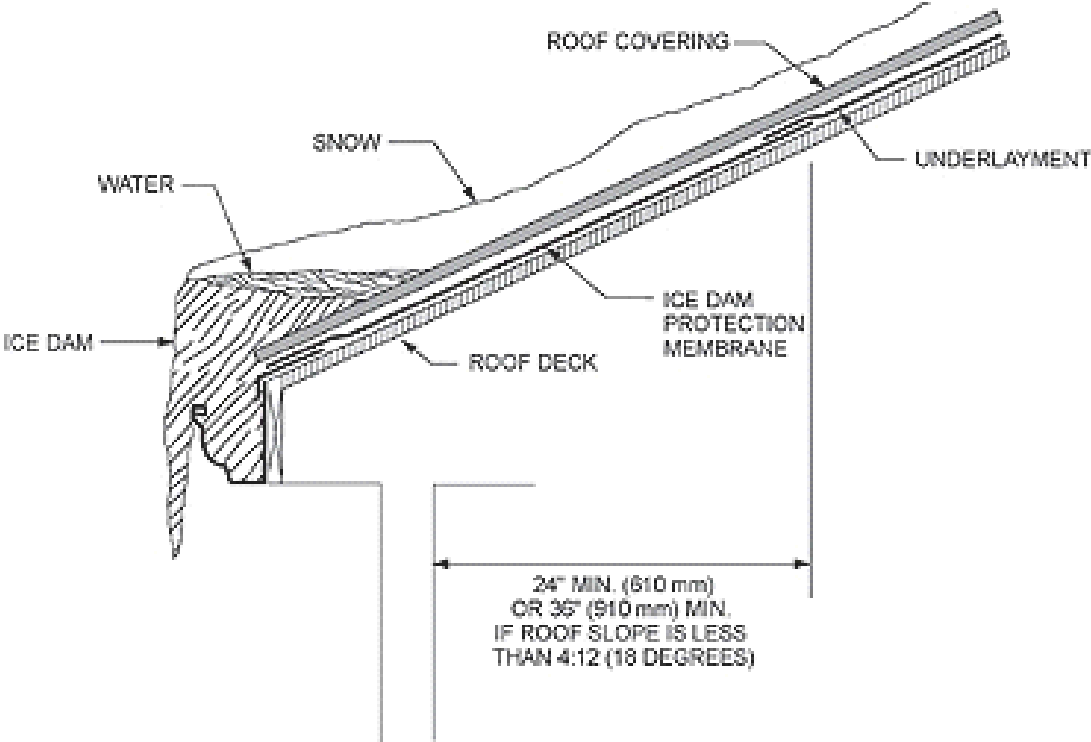 ROOF COVERING
SNOW
UNDERLAYMENT
WATER
ICE DAM
PROTECTION
MEMBRANE
ICE DAM
ROOF DECK
24" MIN. (610 mm)
OR 36" (910 mm) MIN.
IF ROOF SLOPE IS LESS
THAN 4:12 (18 DEGREES)